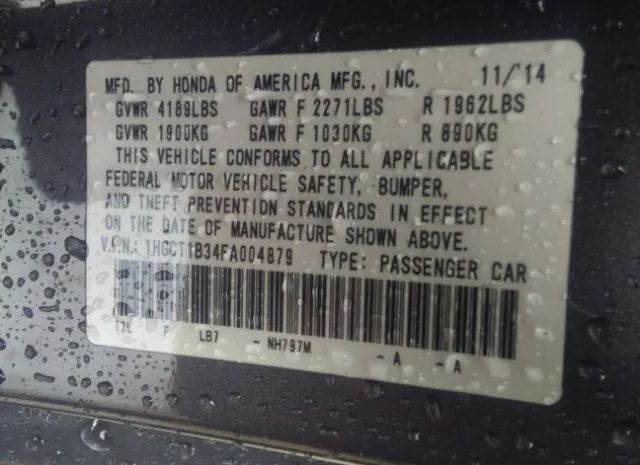 MFD. BY HONDA OF AMERICA MFG., INC. 11/'14
GVWR 4189LBS GAWR F 2271LBS R 1962LBS
GVWR 1900KG GAWR F 1030KG R 890KG
THIS VEHICLE CONFORMS TO ALL APPLICABLE
FEDERAL MOTOR VEHICLE SAFETY, BUMPER,
AND THEFT PREVENTION STANDARDS IN EFFECT
ON THE DATE OF MANUFACTURE SHOWN ABOVE.
V.I.N.: 1HGCT1B34FA004879 TYPE: PASSENGER CAR
LB7 - NH797M - A - A